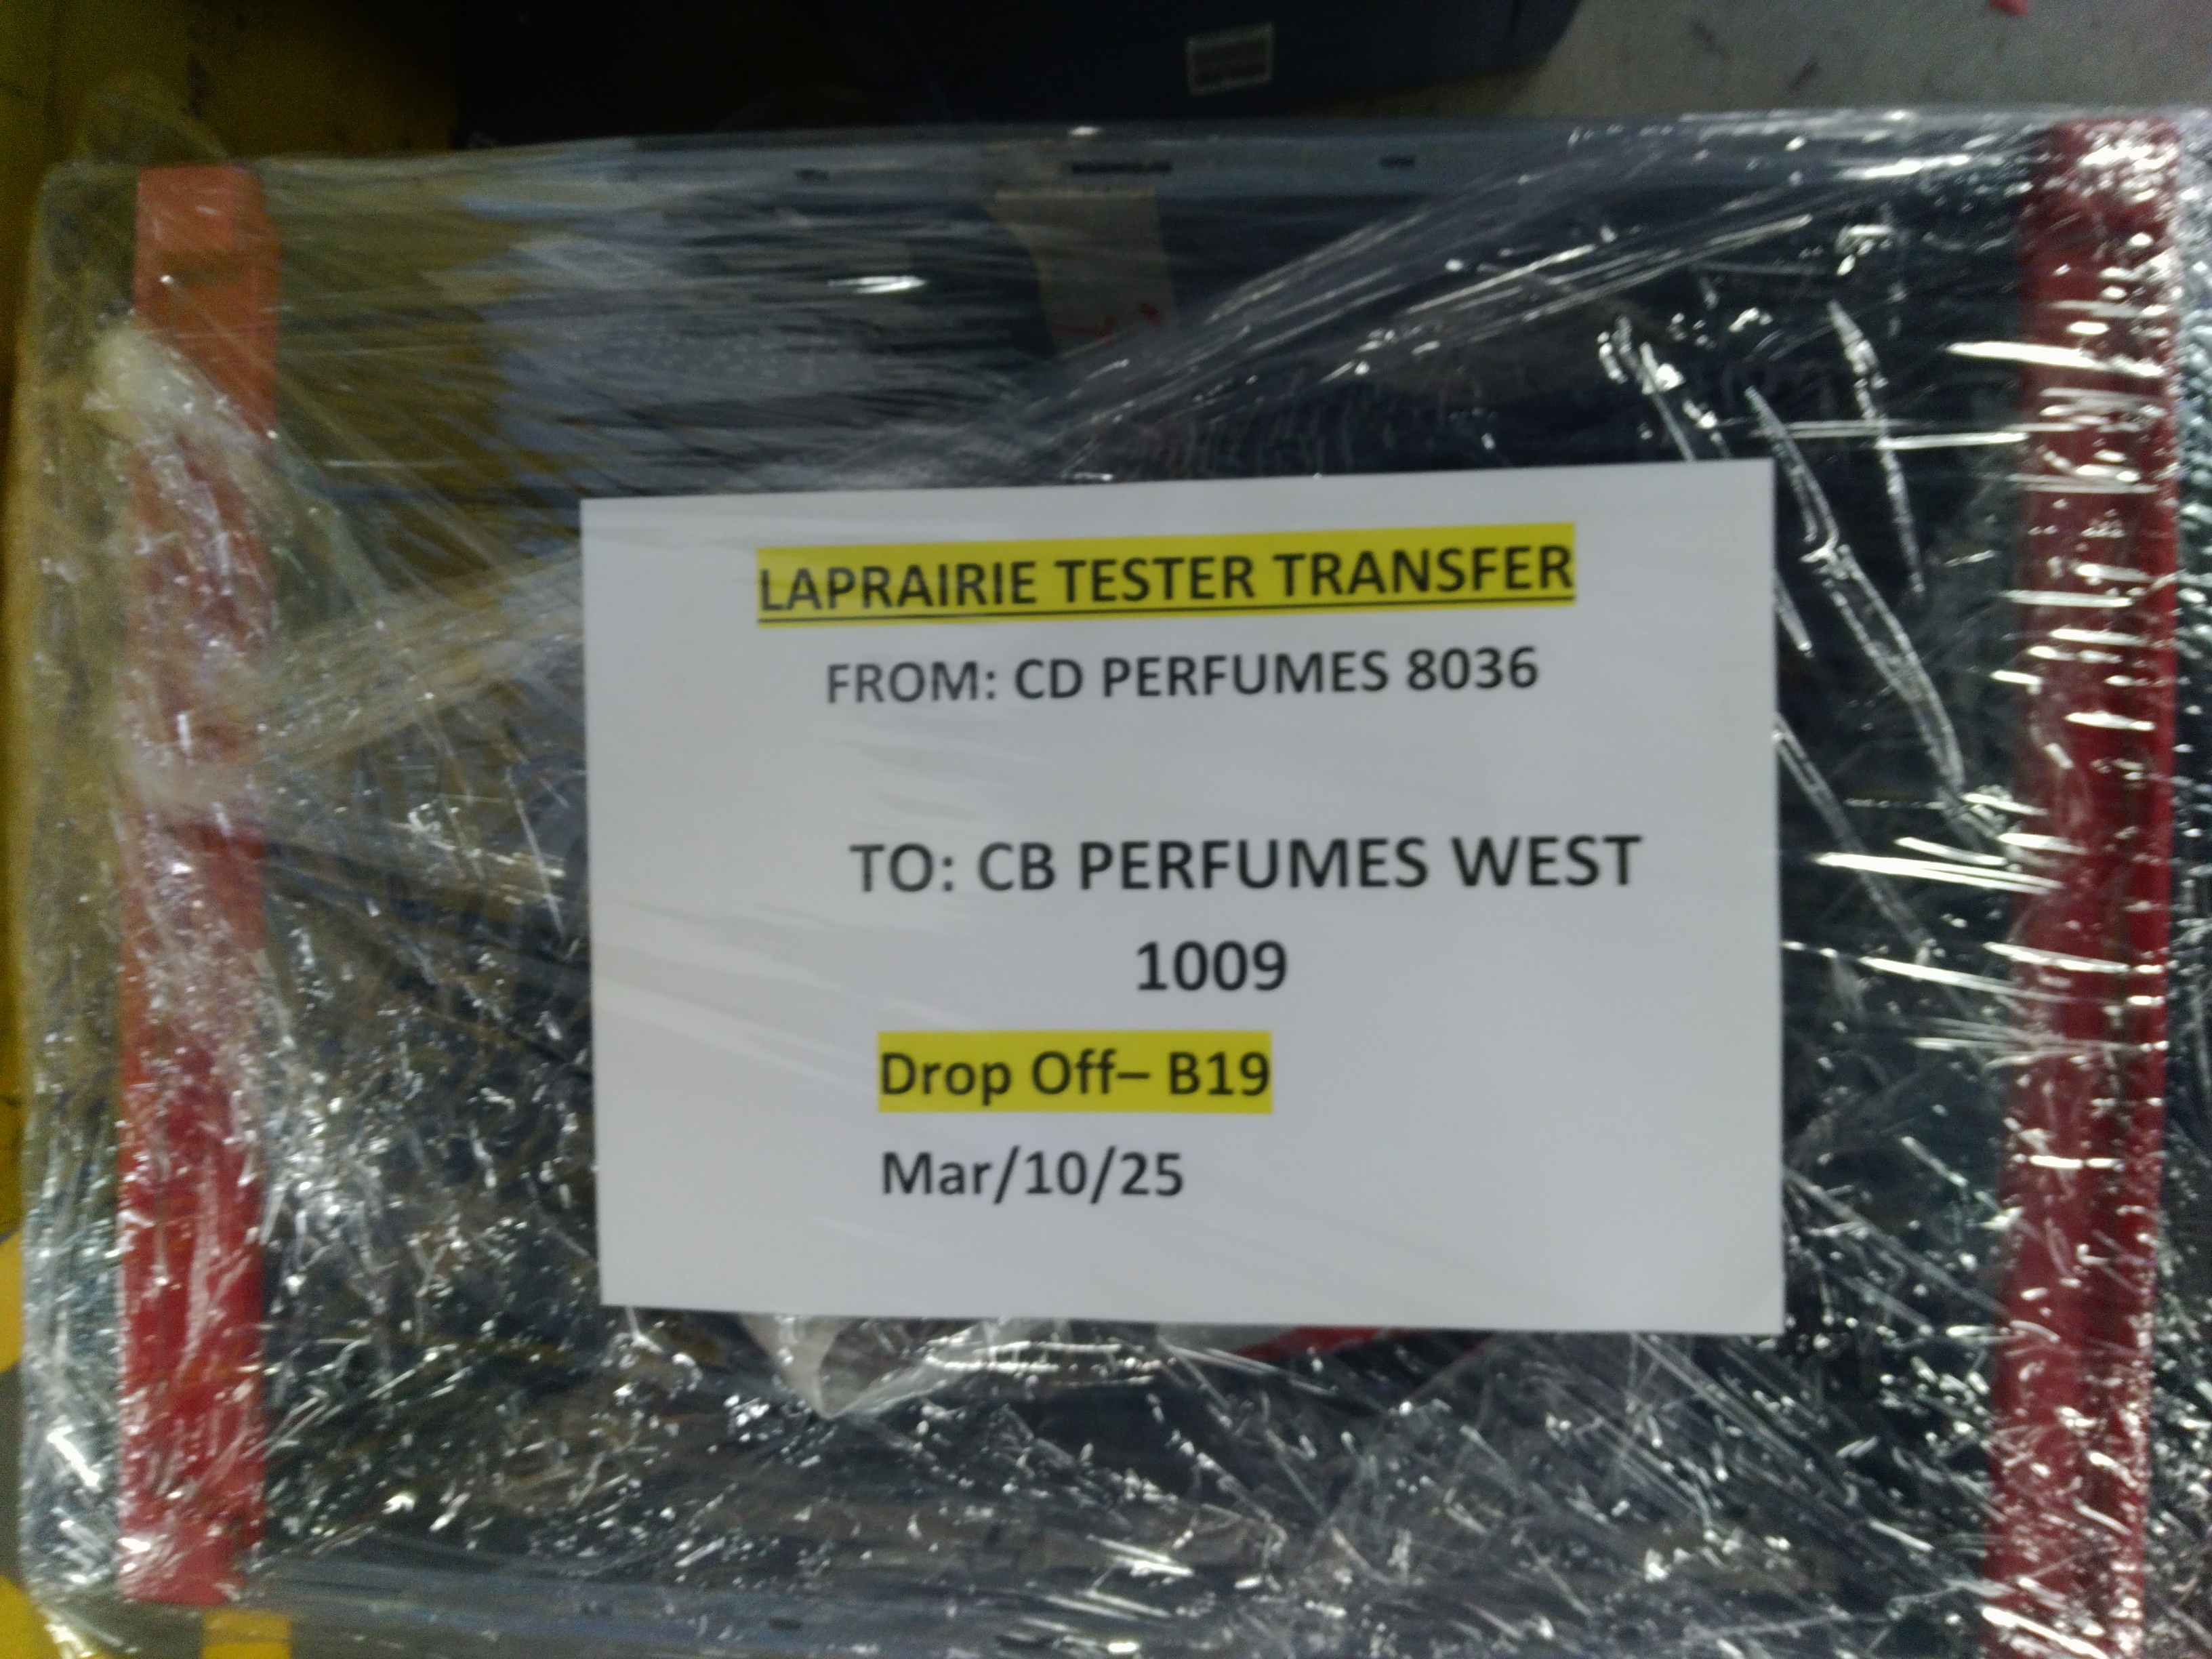 LAPRAIRIE TESTER TRANSFER
FROM: CD PERFUMES 8036
TO: CB PERFUMES WEST
1009
Drop Off– B19
Mar/10/25